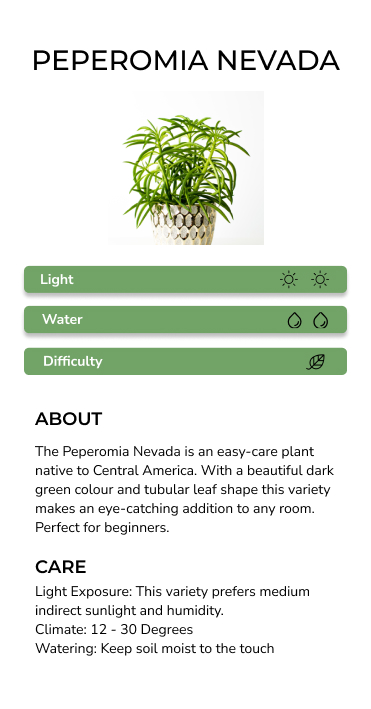 PEPEROMIA NEVADA
Light
Water
Difficulty
ABOUT
The Peperomia Nevada is an easy-care plant
native to Central America. With a beautiful dark
green colour and tubular leaf shape this variety
makes an eye-catching addition to any room.
Perfect for beginners.
CARE
Light Exposure: This variety prefers medium
indirect sunlight and humidity.
Climate: 12 - 30 Degrees
Watering: Keep soil moist to the touch